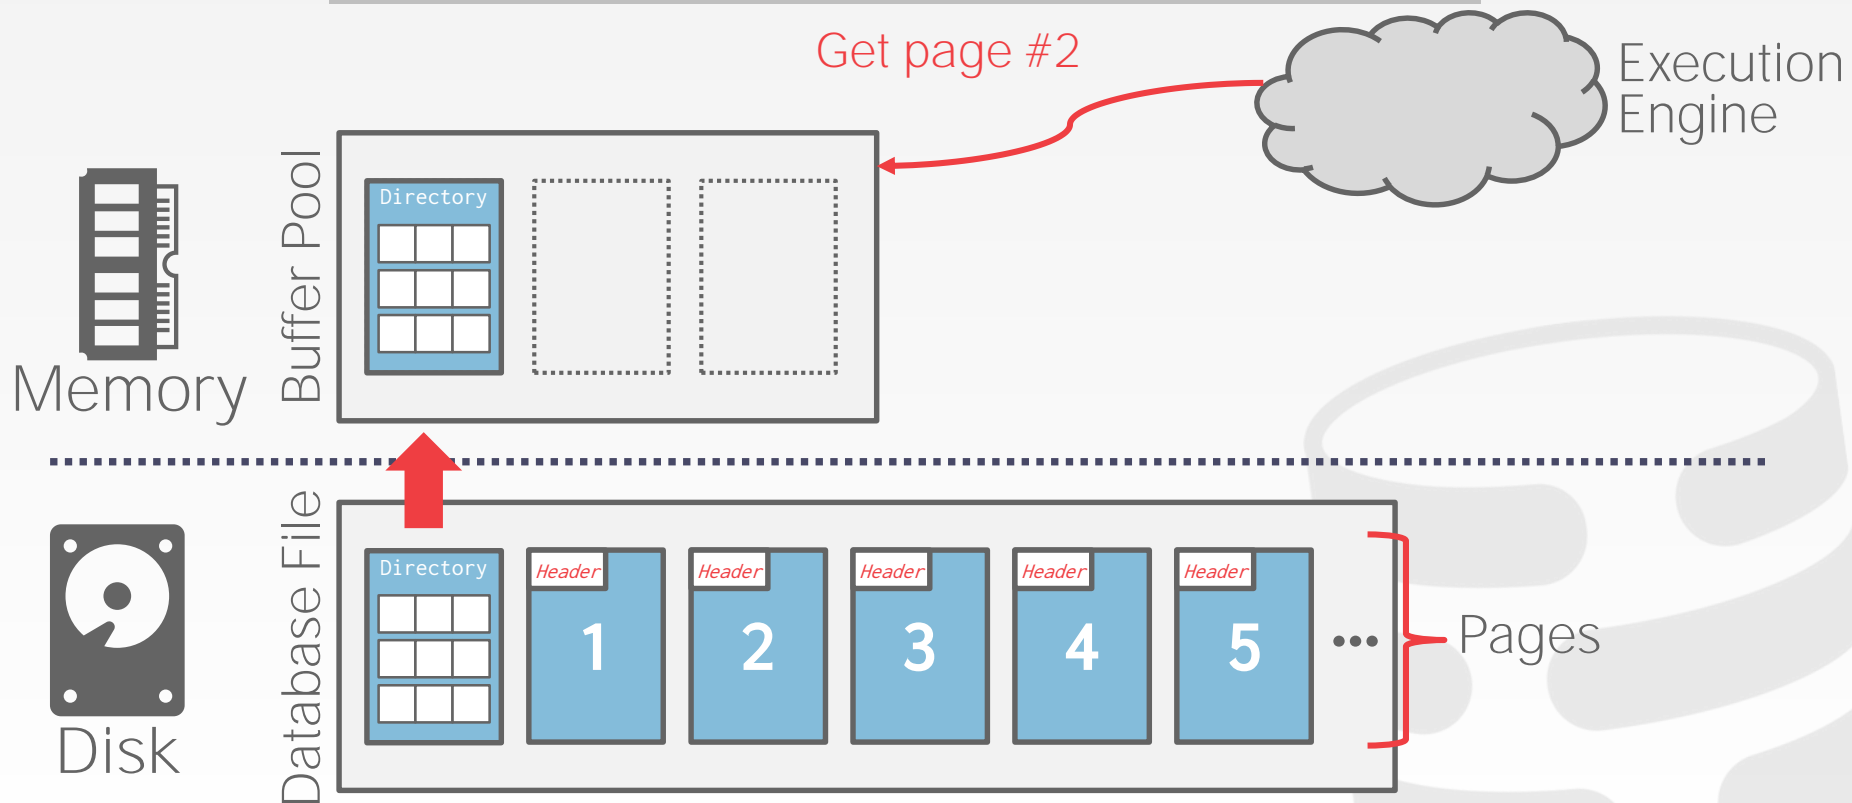 Get page #2
Execution
Engine
Buffer Pool
Directory
Memory
Database File
Directory
Header
Header
Header
Header
Header
1
2
3
4
5
Pages
Disk